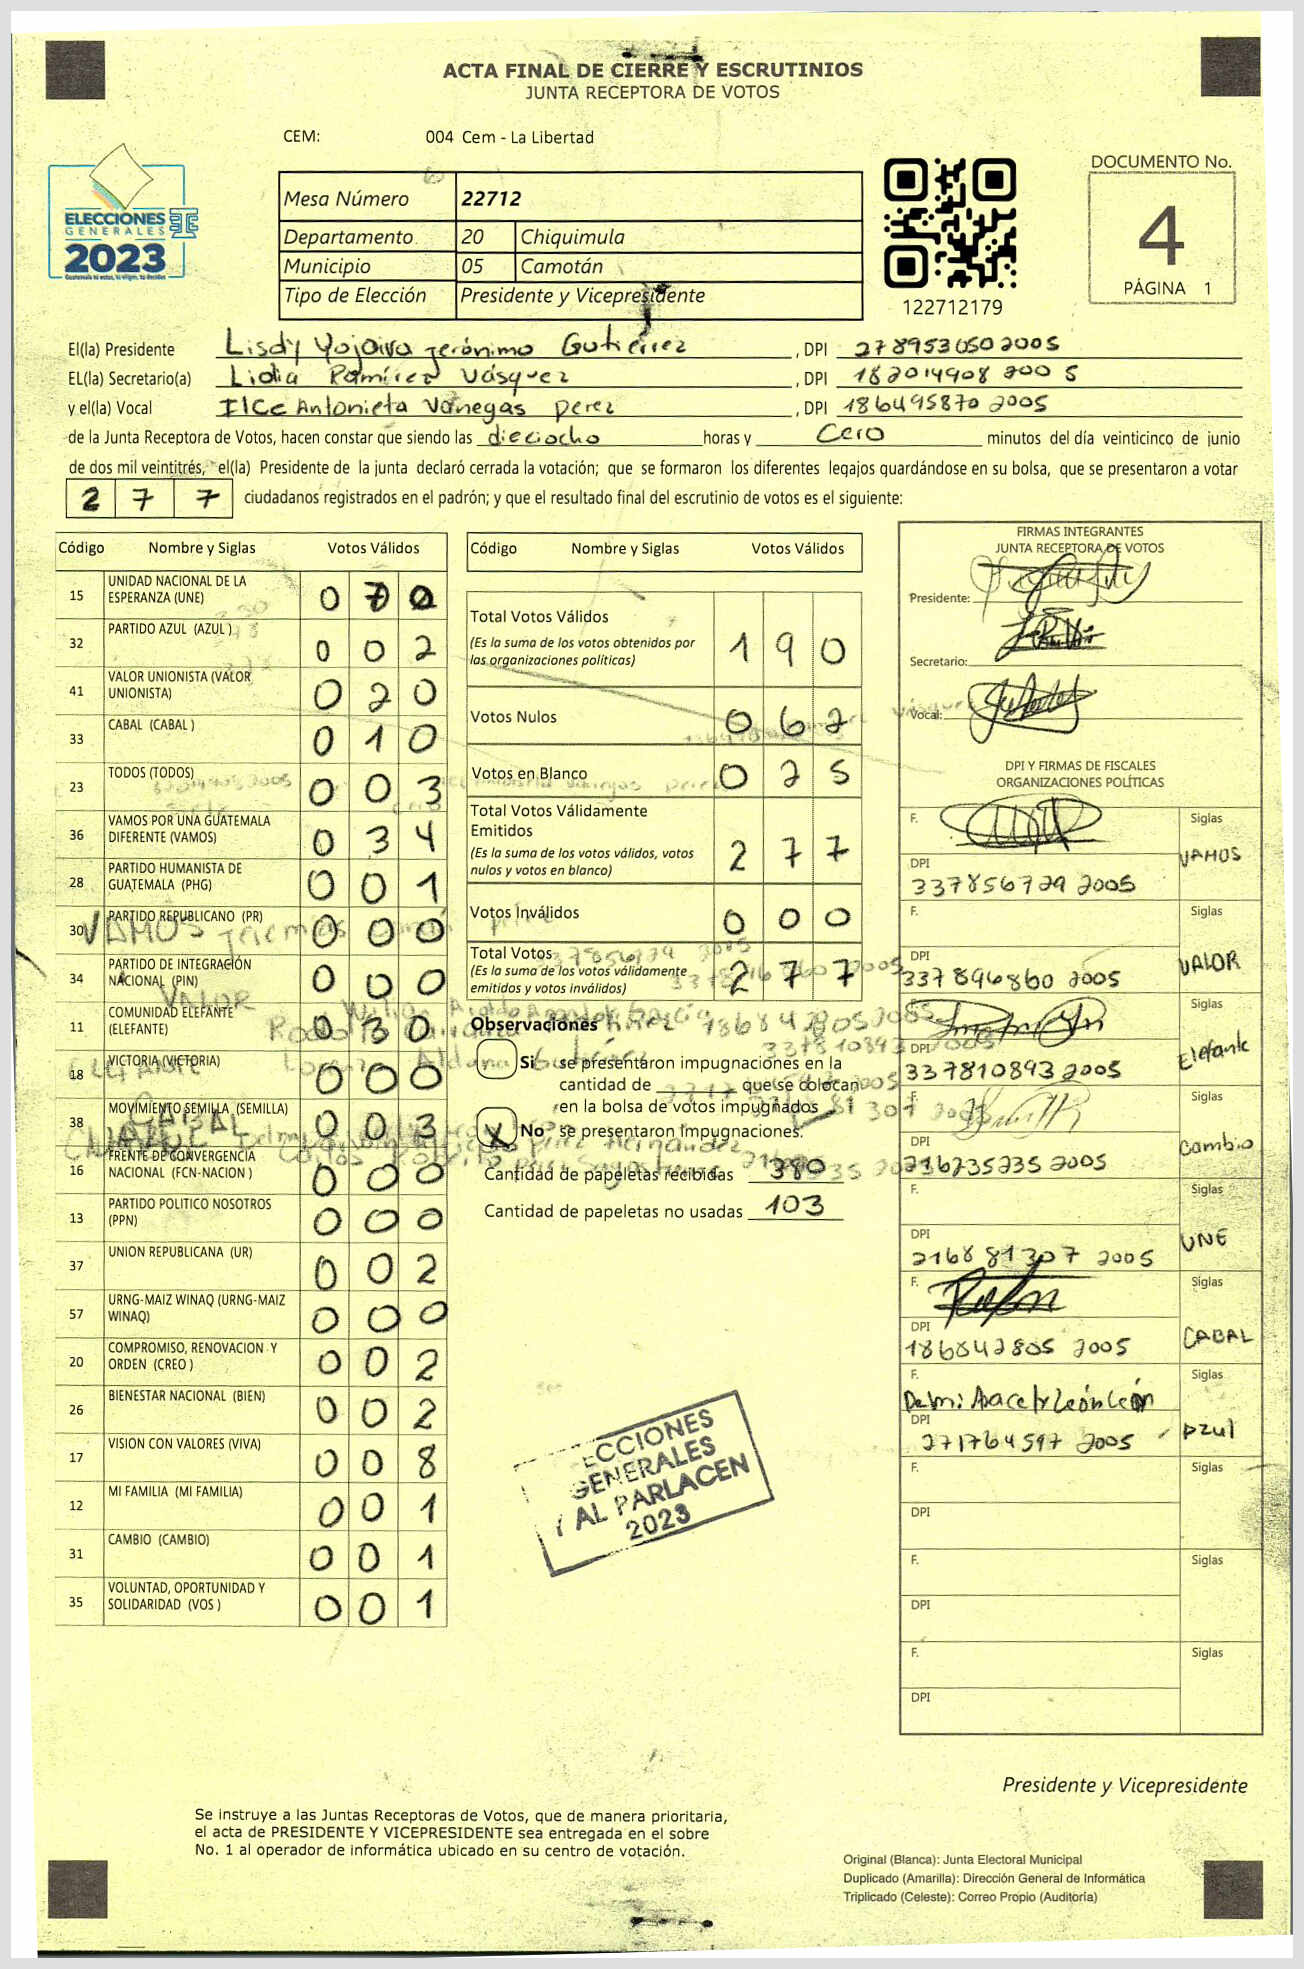 ACTA FINAL DE CIERRE Y ESCRUTINIOS
JUNTA RECEPTORA DE VOTOS
CEM: 004 Cem - La Libertad
ELECCIONES
GENERALES
2023
Mesa Número 22712
Departamento 20 Chiquimula
Municipio 05 Camotán
Tipo de Elección Presidente y Vicepresidente
122712179
DOCUMENTO No.
4
PÁGINA 1
El(la) Presidente Lisdy Yojaira Jerónimo Gutiérrez, DPI 278953050 2005
EL(la) Secretario(a) Lidia Ramírez Vásquez, DPI 182014908 2005
y el(la) Vocal Ilce Antonieta Vanegas perez, DPI 186495870 2005
de la Junta Receptora de Votos, hacen constar que siendo las dieciocho horas y Cero minutos del día veinticinco de junio
de dos mil veintitrés, el(la) Presidente de la junta declaró cerrada la votación; que se formaron los diferentes legajos guardándose en su bolsa, que se presentaron a votar
2 7 7 ciudadanos registrados en el padrón; y que el resultado final del escrutinio de votos es el siguiente:
Código Nombre y Siglas Votos Válidos
15 UNIDAD NACIONAL DE LA ESPERANZA (UNE) 0 7 0
32 PARTIDO AZUL (AZUL ) 0 0 2
41 VALOR UNIONISTA (VALOR UNIONISTA) 0 2 0
33 CABAL (CABAL ) 0 1 0
23 TODOS (TODOS) 0 0 3
36 VAMOS POR UNA GUATEMALA DIFERENTE (VAMOS) 0 3 4
28 PARTIDO HUMANISTA DE GUATEMALA (PHG) 0 0 1
30 PARTIDO REPUBLICANO (PR) 0 0 0
34 PARTIDO DE INTEGRACIÓN NACIONAL (PIN) 0 0 0
11 COMUNIDAD ELEFANTE (ELEFANTE) 0 3 0
18 VICTORIA (VICTORIA) 0 0 0
38 MOVIMIENTO SEMILLA (SEMILLA) 0 0 3
16 FRENTE DE CONVERGENCIA NACIONAL (FCN-NACION ) 0 0 0
13 PARTIDO POLITICO NOSOTROS (PPN) 0 0 0
37 UNION REPUBLICANA (UR) 0 0 2
57 URNG-MAIZ WINAQ (URNG-MAIZ WINAQ) 0 0 0
20 COMPROMISO, RENOVACION Y ORDEN (CREO ) 0 0 2
26 BIENESTAR NACIONAL (BIEN) 0 0 2
17 VISION CON VALORES (VIVA) 0 0 8
12 MI FAMILIA (MI FAMILIA) 0 0 1
31 CAMBIO (CAMBIO) 0 0 1
35 VOLUNTAD, OPORTUNIDAD Y SOLIDARIDAD (VOS ) 0 0 1
Código Nombre y Siglas Votos Válidos
Total Votos Válidos 1 9 0
(Es la suma de los votos obtenidos por
las organizaciones políticas)
Votos Nulos 0 6 2
Votos en Blanco 0 2 5
Total Votos Válidamente
Emitidos 2 7 7
(Es la suma de los votos válidos, votos
nulos y votos en blanco)
Votos Inválidos 0 0 0
Total Votos 2 7 7
(Es la suma de los votos válidamente
emitidos y votos inválidos)
Observaciones
Si se presentaron impugnaciones en la
cantidad de que se colocan
en la bolsa de votos impugnados
X No se presentaron impugnaciones.
Cantidad de papeletas recibidas 380
Cantidad de papeletas no usadas 103
ECCIONES
GENERALES
Y AL PARLACEN
2023
FIRMAS INTEGRANTES
JUNTA RECEPTORA DE VOTOS
Presidente:
Secretario:
Vocal:
DPI Y FIRMAS DE FISCALES
ORGANIZACIONES POLÍTICAS
F. Siglas
DPI VAMOS
337856729 2005
F. Siglas
DPI VALOR
337896860 2005
F. Siglas
DPI Elefante
337810893 2005
F. Siglas
DPI Cambio
216235235 2005
F. Siglas
DPI UNE
216881307 2005
F. Siglas
DPI CABAL
186842805 2005
F. Siglas
Delmi Aracely León León
DPI Azul
271764597 2005
F. Siglas
DPI
F. Siglas
DPI
F. Siglas
DPI
Presidente y Vicepresidente
Se instruye a las Juntas Receptoras de Votos, que de manera prioritaria,
el acta de PRESIDENTE Y VICEPRESIDENTE sea entregada en el sobre
No. 1 al operador de informática ubicado en su centro de votación.
Original (Blanca): Junta Electoral Municipal
Duplicado (Amarilla): Dirección General de Informática
Triplicado (Celeste): Correo Propio (Auditoría)